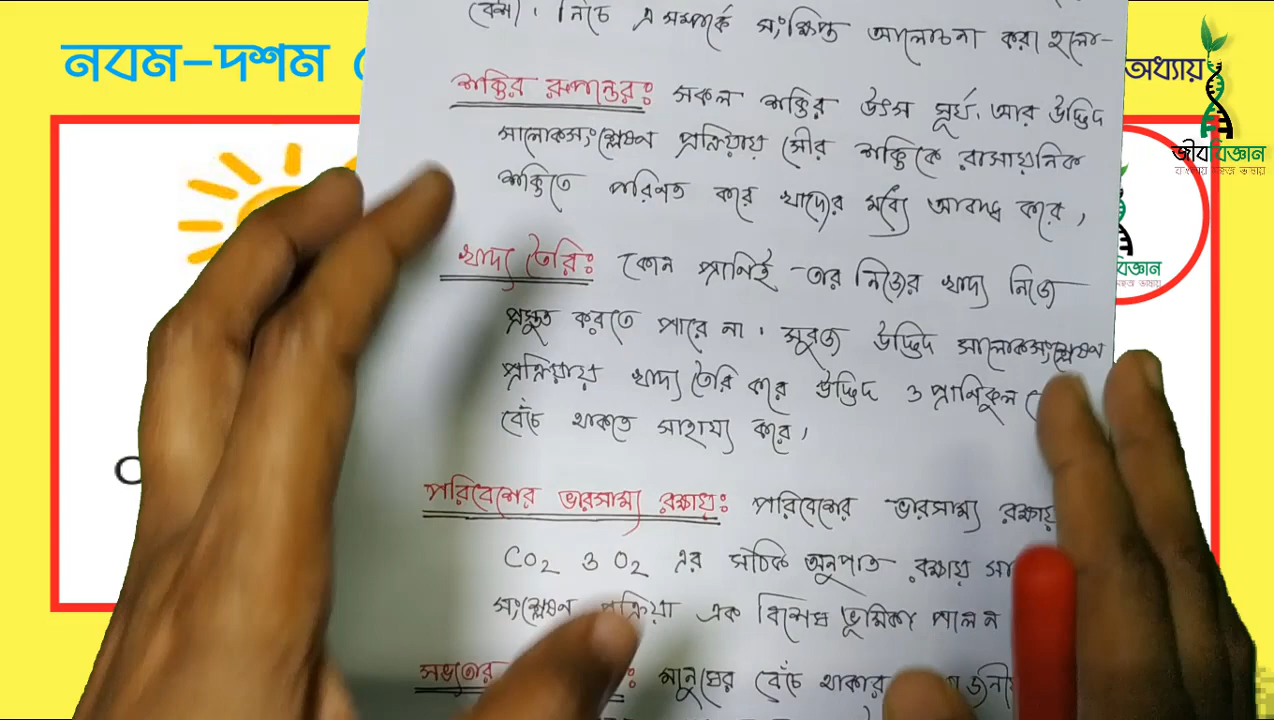 নবম-দশম
অধ্যায়
জীববিজ্ঞান
নিচে এ সম্পর্কে সংক্ষিপ্ত আলোচনা করা হলো-
শক্তির রূপান্তরঃ সকল শক্তির উৎস সূর্য। আর উদ্ভিদ
সালোকসংশ্লেষণ প্রক্রিয়ায় সৌর শক্তিকে রাসায়নিক
শক্তিতে পরিণত করে খাদ্যের মধ্যে আবদ্ধ করে।
খাদ্য তৈরিঃ কোন প্রাণিই তার নিজের খাদ্য নিজে
প্রস্তুত করতে পারে না। সবুজ উদ্ভিদ সালোকসংশ্লেষণ
প্রক্রিয়ায় খাদ্য তৈরি করে উদ্ভিদ ও প্রাণিকুল
বেঁচে থাকতে সাহায্য করে।
পরিবেশের ভারসাম্য রক্ষায়ঃ পরিবেশের ভারসাম্য রক্ষায়
CO2 ও O2 এর সঠিক অনুপাত রক্ষায় সা
সংশ্লেষণ প্রক্রিয়া এক বিশেষ ভূমিকা পালন
সভ্যতার মানুষের বেঁচে থাকার